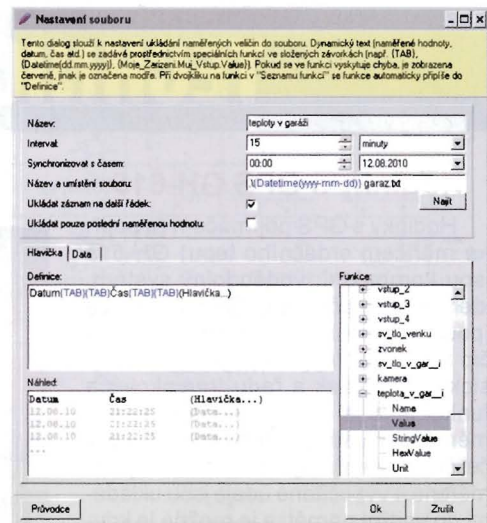 Nastavení souboru
Tento dialog slouží k nastavení ukládání naměřených veličin do souboru. Dynamický text (naměřené hodnoty,
datum, čas atd.) se zadává prostřednictvím speciálních funkcí ve složených závorkách (např. {TAB},
{Datetime(dd.mm.yyyy)}, {Moje_Zarizeni.Muj_Vstup.Value}). Pokud se ve funkci vyskytuje chyba, je zobrazena
červeně, jinak je označena modře. Při dvojkliku na funkci v "Seznamu funkcí" se funkce automaticky připíše do
"Definice".
Název: teploty v garáži
Interval: 15 minuty
Synchronizovat s časem: 00:00 12.08.2010
Název a umístění souboru: .\{Datetime(yyyy-mm-dd)} garaz.txt Najít
Ukládat záznam na další řádek:
Ukládat pouze poslední naměřenou hodnotu:
Hlavička Data
Definice: Funkce:
Datum{TAB}{TAB}Čas{TAB}{TAB}(Hlavička...)
vstup_2
vstup_3
vstup_4
sv_tlo_venku
zvonek
sv_tlo_v_gar__i
kamera
teplota_v_gar__i
Name
Value
StringValue
HexValue
Unit
Náhled:
Datum Čas (Hlavička...)
12.08.10 21:22:25 (Data...)
12.08.10 21:22:25 (Data...)
12.08.10 21:22:25 (Data...)
...
Průvodce Ok Zrušit